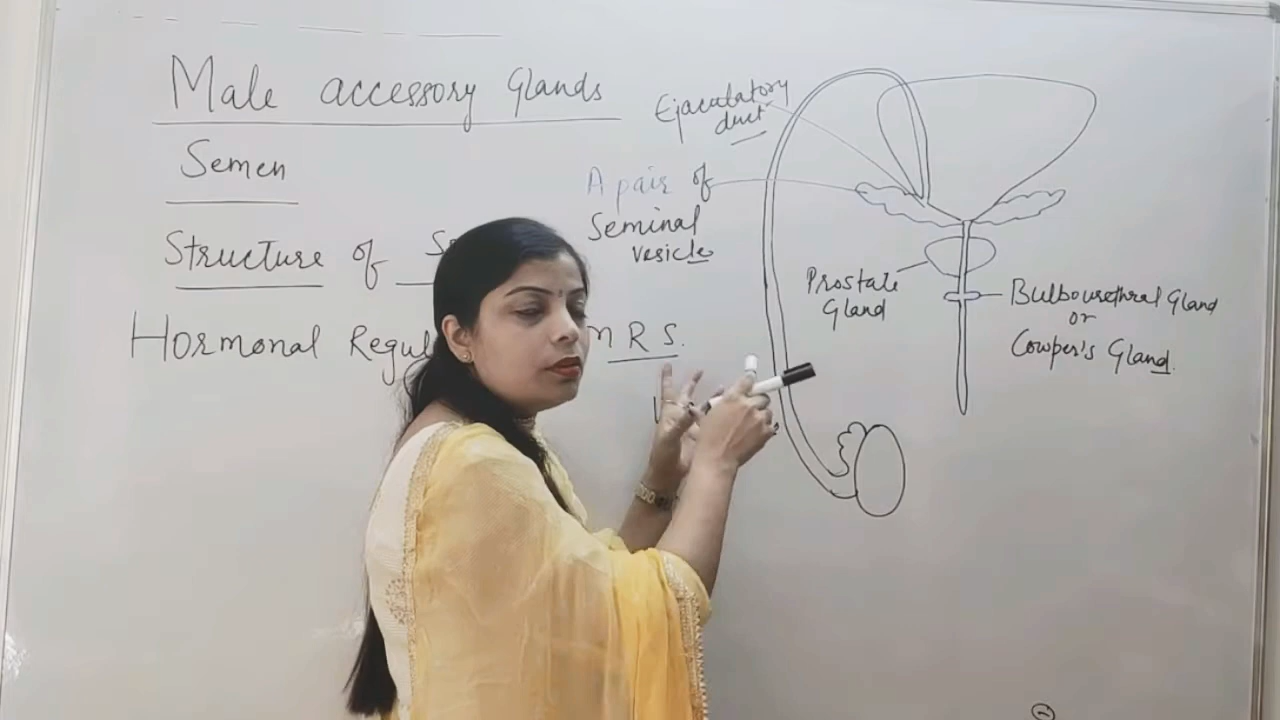 Male accessory Glands
Semen
Structure of
Hormonal Regul
n R S.
Ejaculatory
duct
A pair of
Seminal
vesicle
Prostate
Gland
Bulbourethral Gland
or
Cowper's Gland.